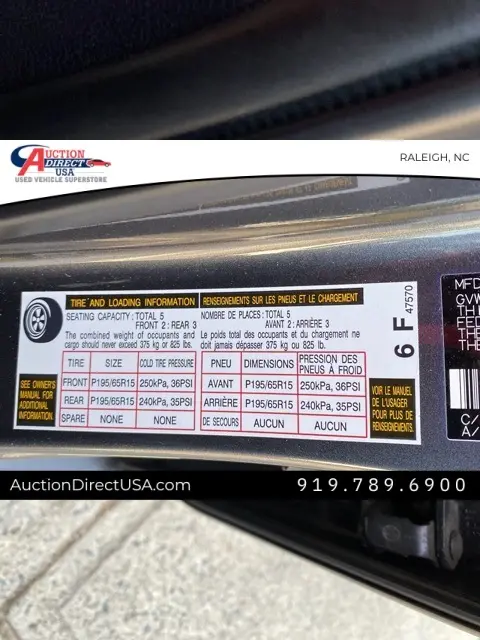 AUCTION
DIRECT
USA
USED VEHICLE SUPERSTORE
RALEIGH, NC
TIRE AND LOADING INFORMATION
SEATING CAPACITY: TOTAL 5
FRONT 2: REAR 3
The combined weight of occupants and
cargo should never exceed 375 kg or 825 lbs.
RENSEIGNEMENTS SUR LES PNEUS ET LE CHARGEMENT
NOMBRE DE PLACES: TOTAL 5
AVANT 2: ARRIÈRE 3
Le poids total des occupants et du chargement ne
doit jamais dépasser 375 kg ou 825 lb.
SEE OWNER'S
MANUAL FOR
ADDITIONAL
INFORMATION.
TIRE SIZE COLD TIRE PRESSURE
FRONT P195/65R15 250kPa, 36PSI
REAR P195/65R15 240kPa, 35PSI
SPARE NONE NONE
PNEU DIMENSIONS PRESSION DES PNEUS À FROID
AVANT P195/65R15 250kPa, 36PSI
ARRIÈRE P195/65R15 240kPa, 35PSI
DE SECOURS AUCUN AUCUN
VOIR LE MANUEL
DE L'USAGER
POUR PLUS DE
RENSEIGNEMENTS.
6 F 47570
MFD
GVW
THI
FED
THE
C/
A/
AuctionDirectUSA.com
919.789.6900